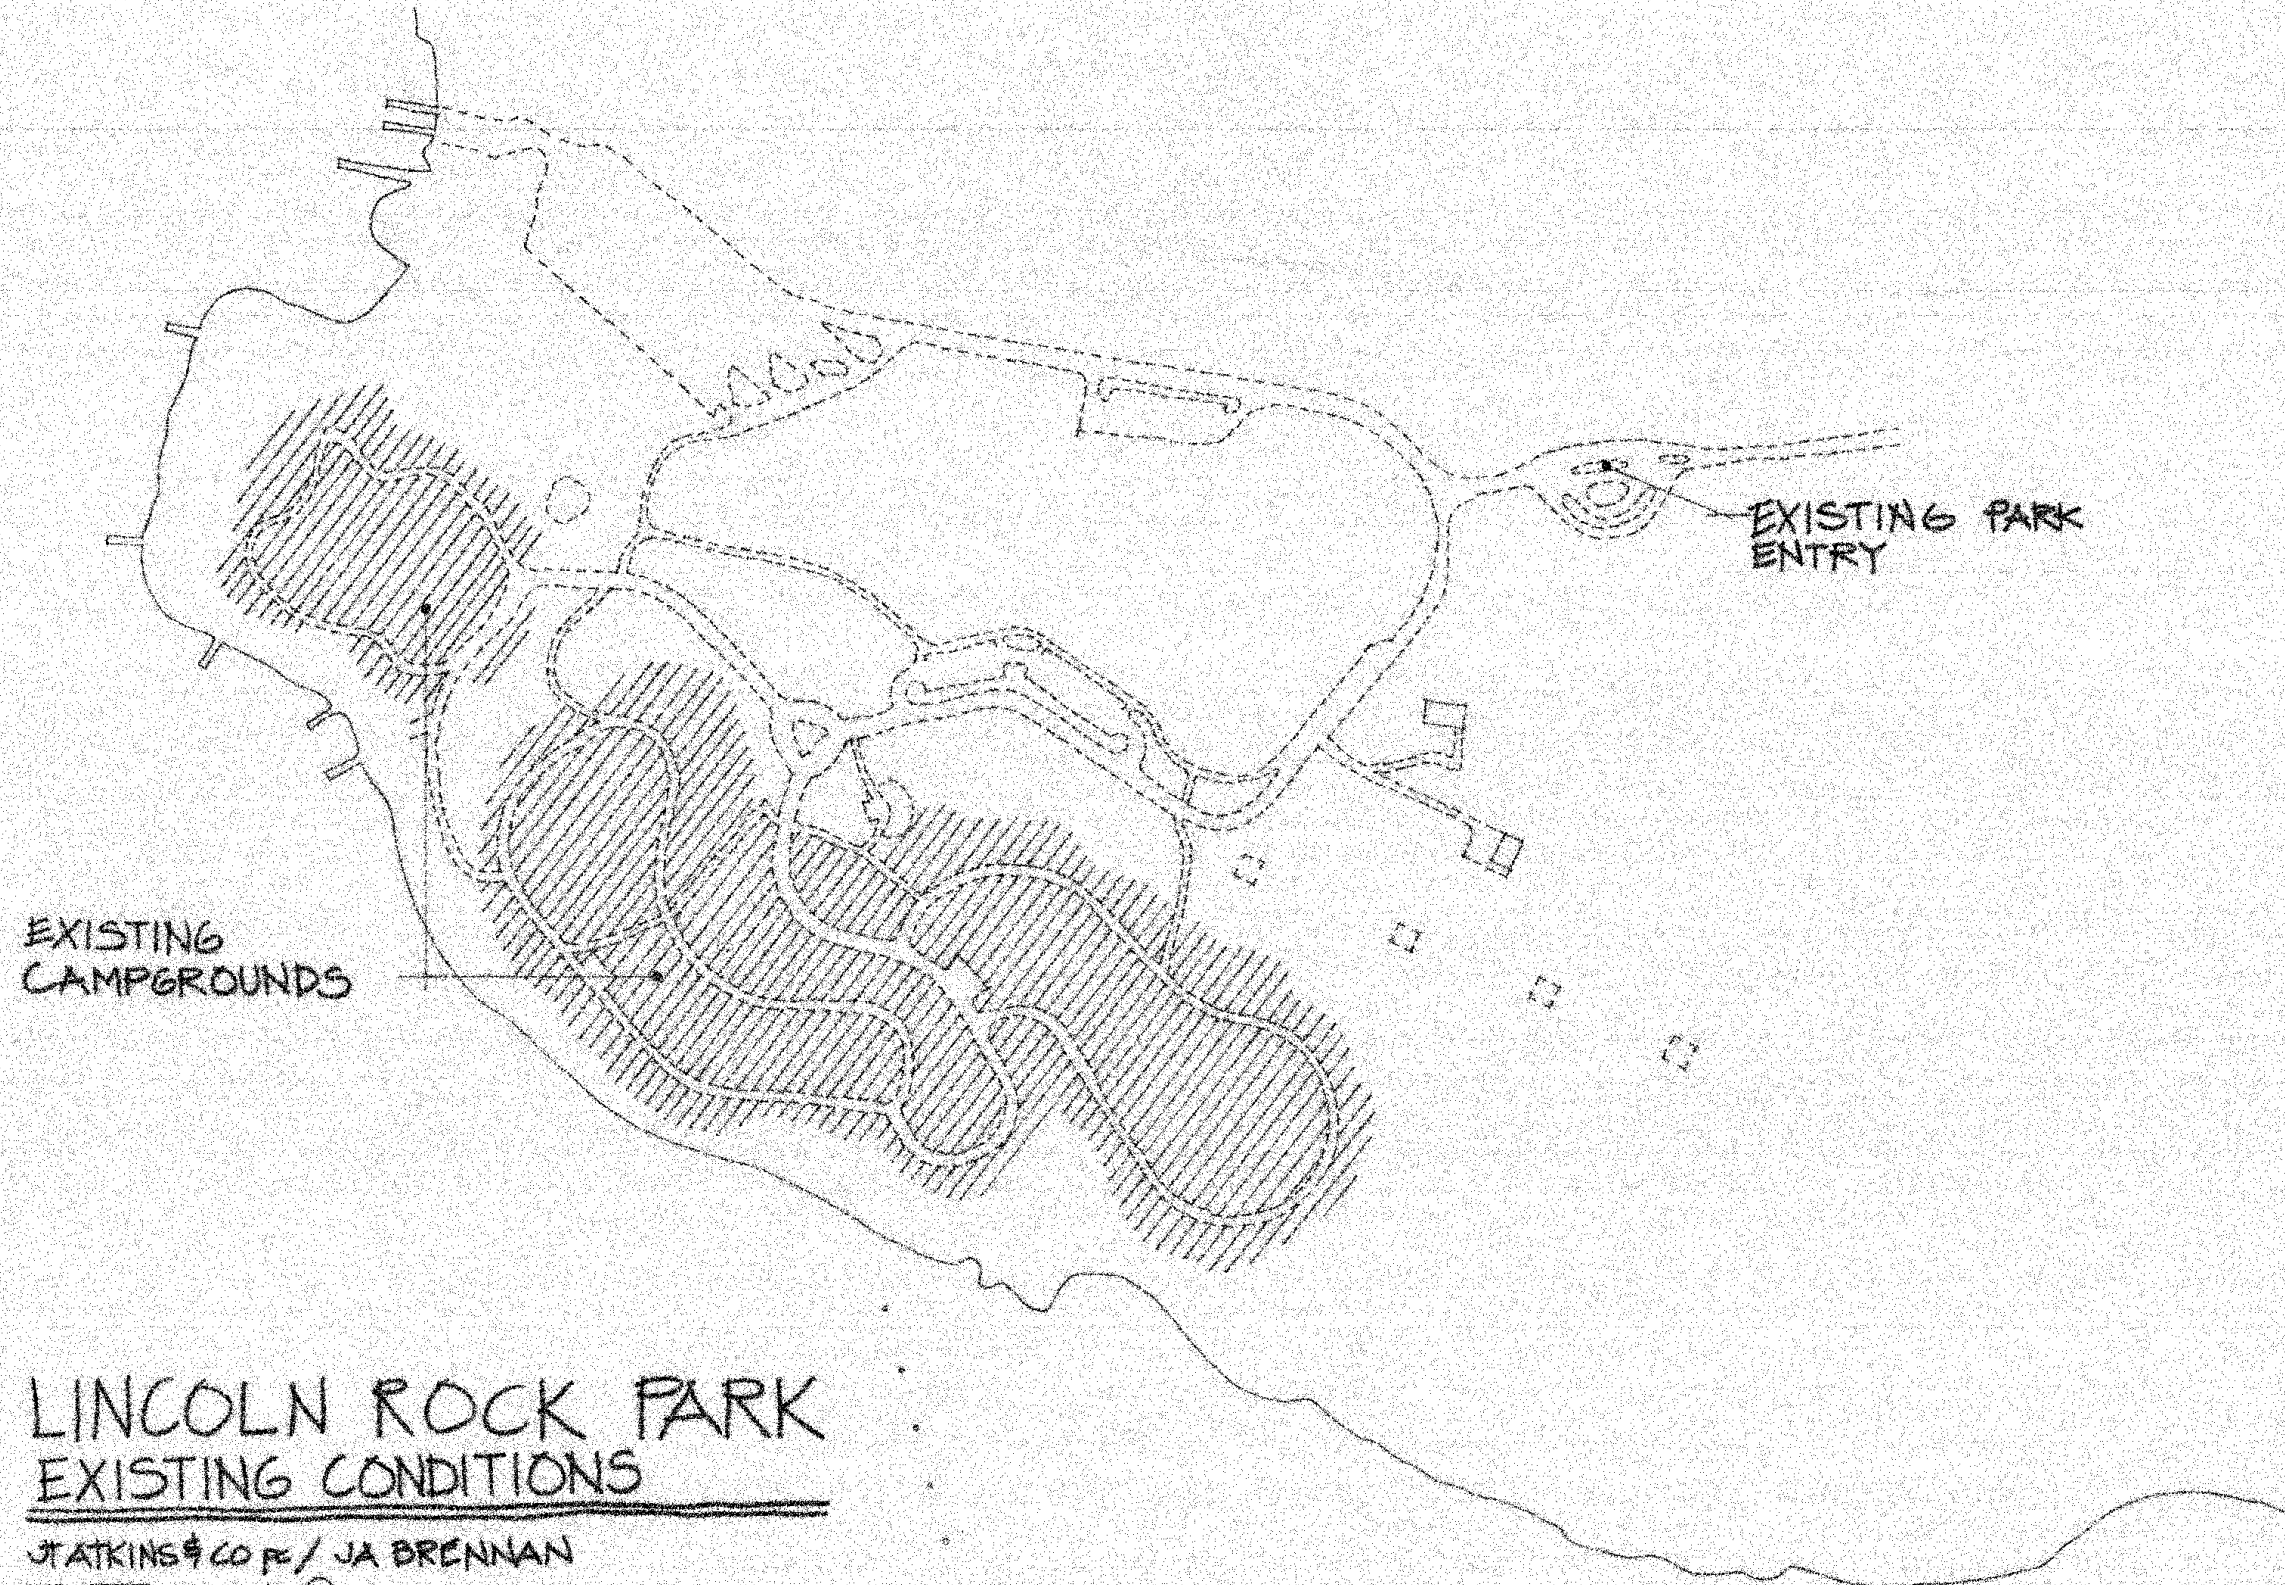 EXISTING PARK
ENTRY
EXISTING
CAMPGROUNDS
LINCOLN ROCK PARK
EXISTING CONDITIONS
JT ATKINS & CO PC / JA BRENNAN